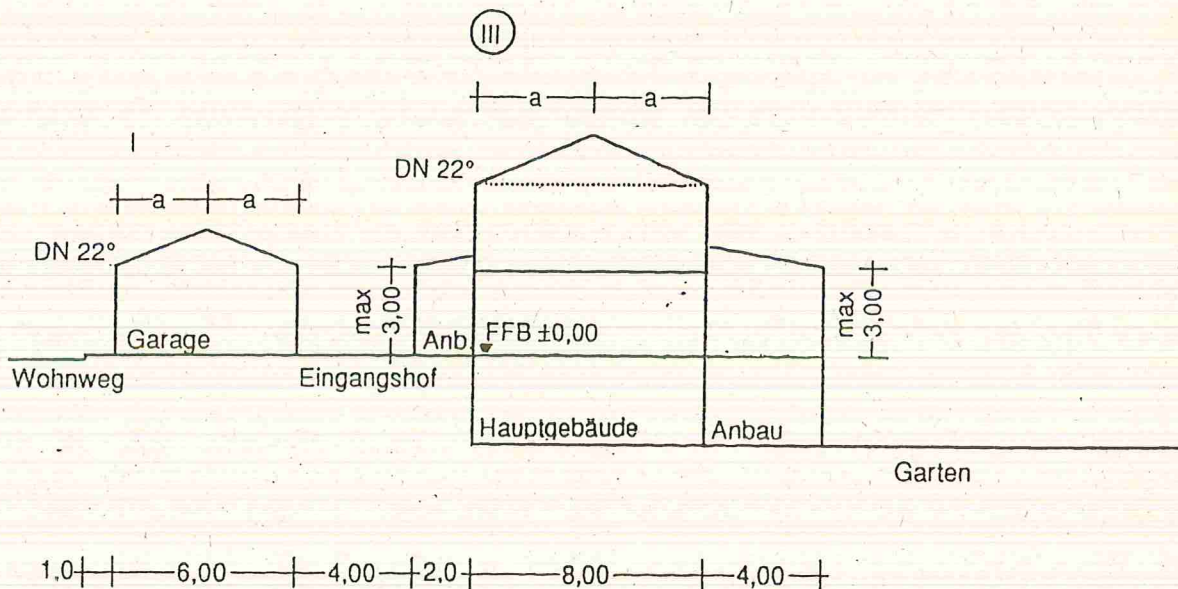 III
a a
I
DN 22°
a a
DN 22°
max 3,00
max 3,00
Garage
Anb.
FFB ±0,00
Wohnweg
Eingangshof
Hauptgebäude
Anbau
Garten
1,0 6,00 4,00 2,0 8,00 4,00